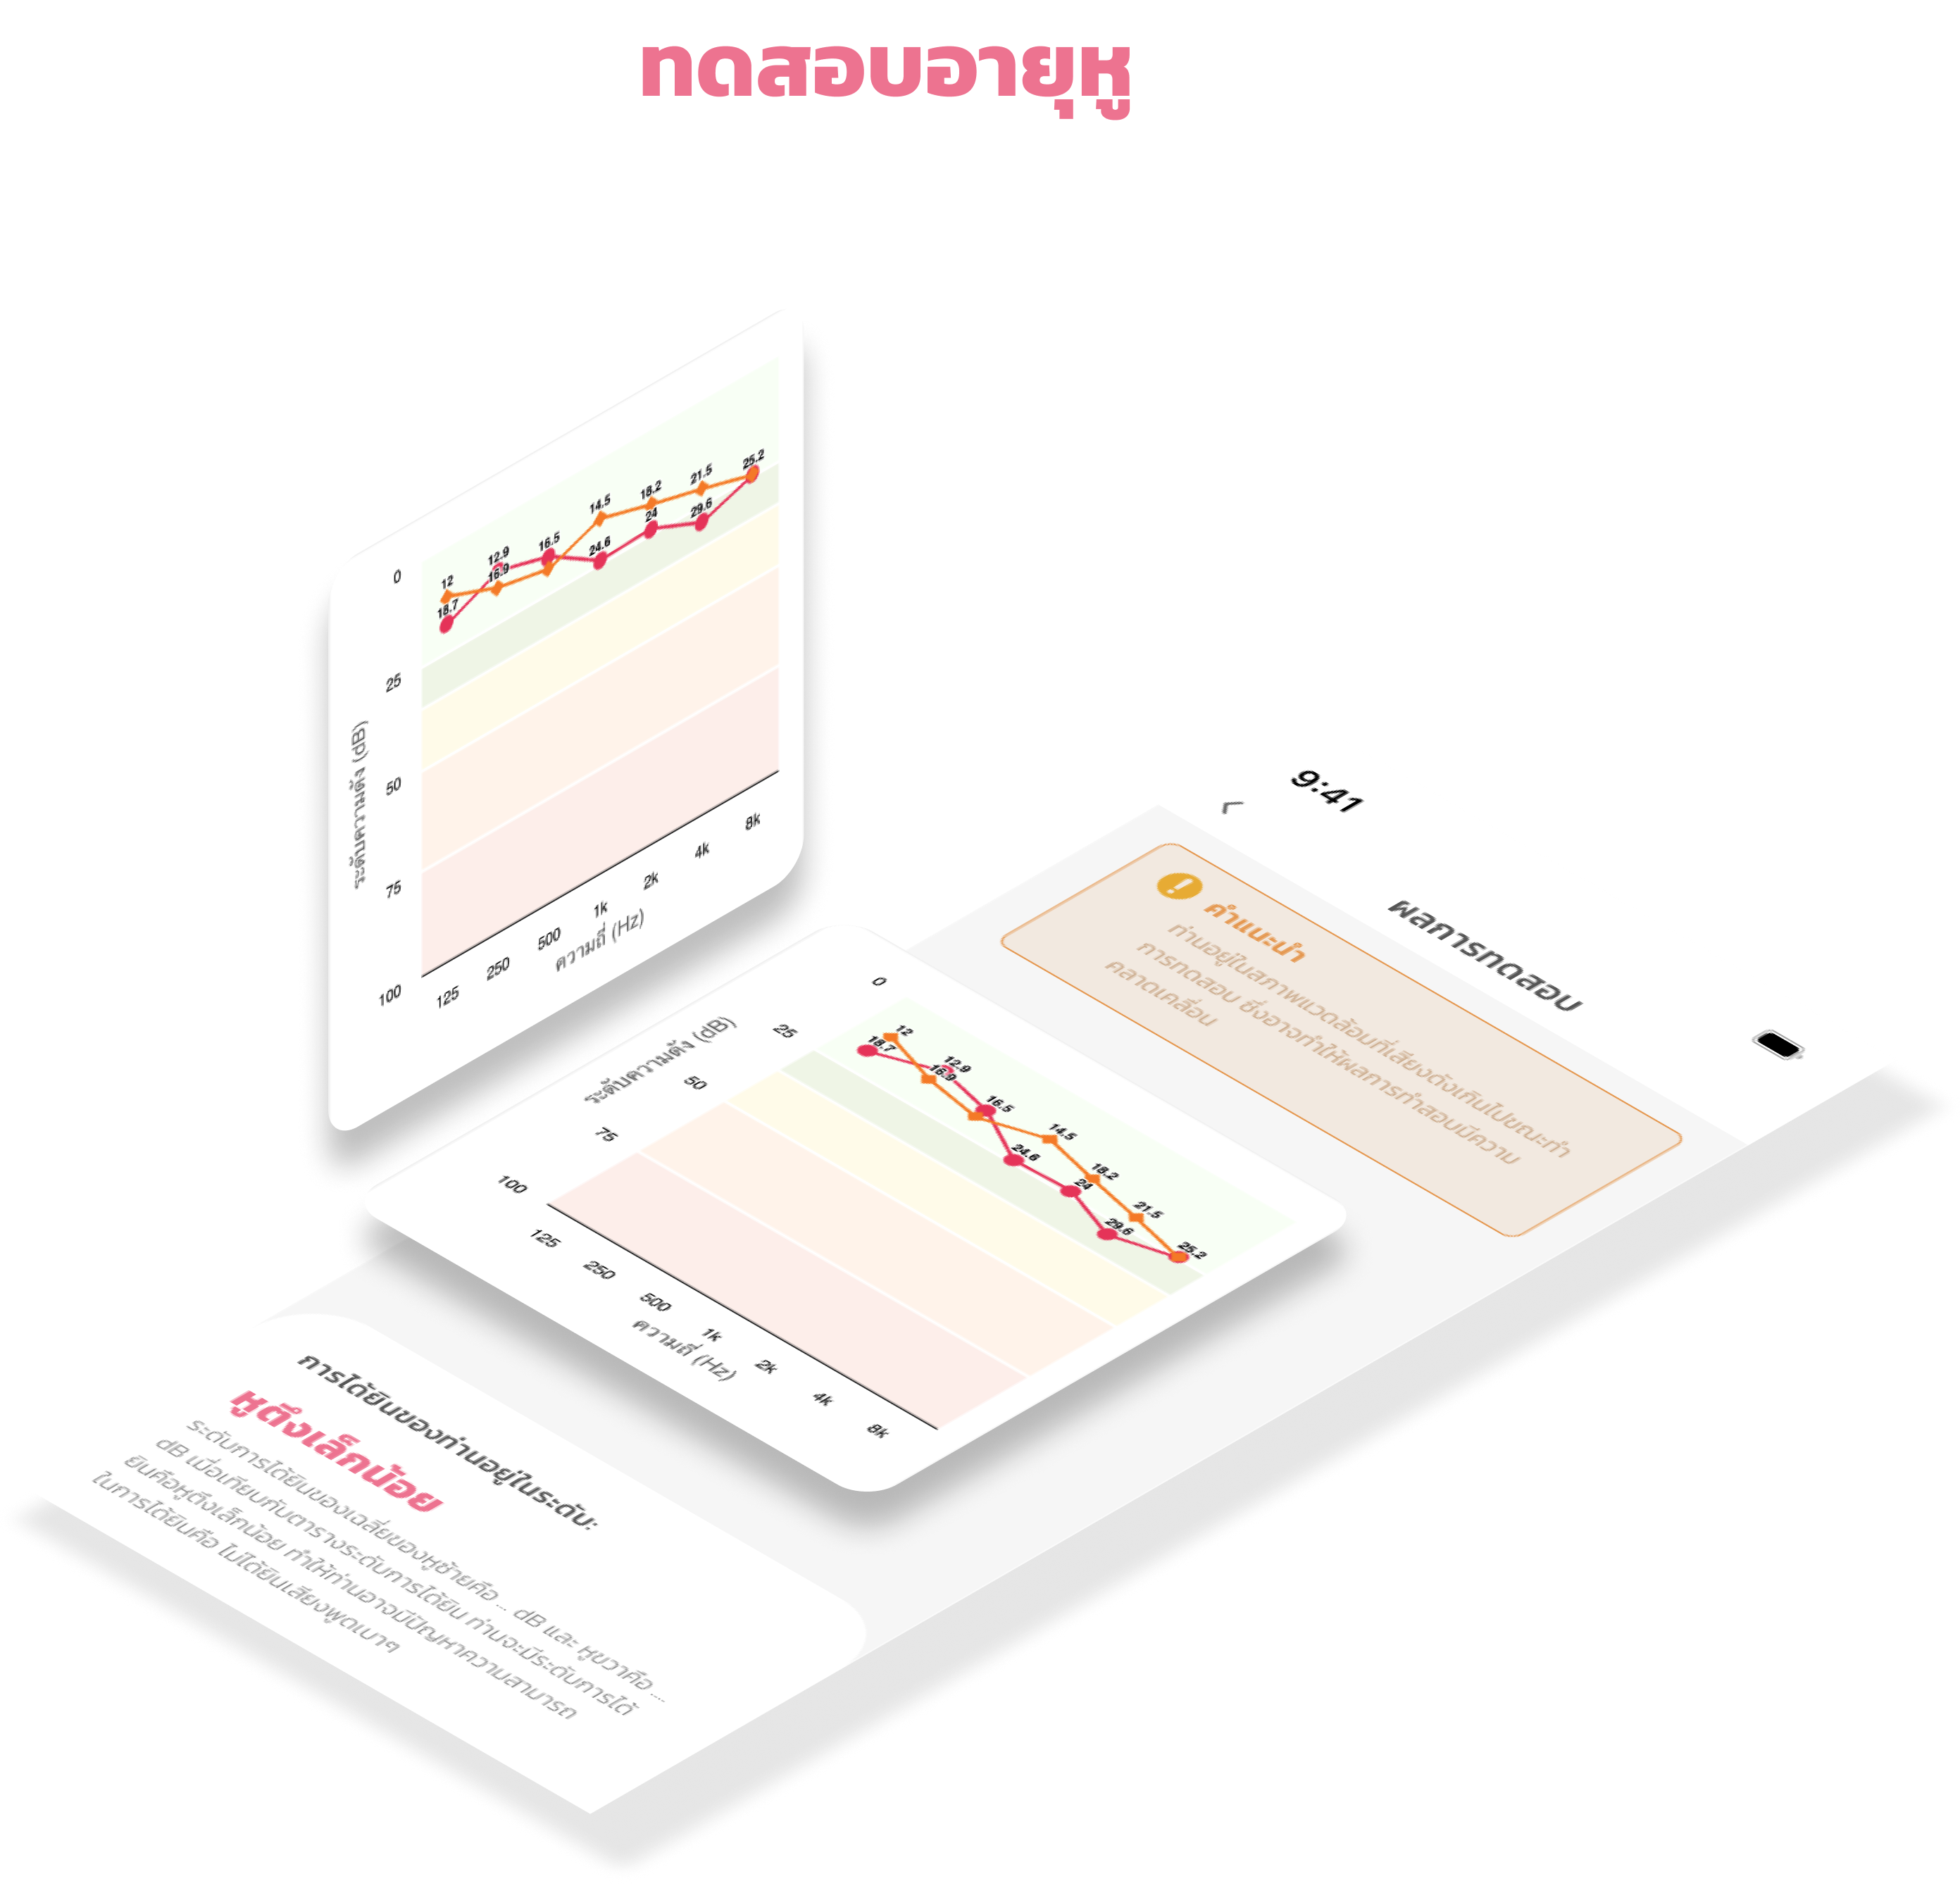 ทดสอบอายุหู
12
12.9
16.5
14.5
18.2
21.5
25.2
18.7
16.9
24.6
24
29.6
0
25
50
75
100
ระดับความดัง (dB)
125
250
500
1k
2k
4k
8k
ความถี่ (Hz)
9:41
ผลการทดสอบ
คำแนะนำ
ท่านอยู่ในสภาพแวดล้อมที่เสียงดังเกินไปขณะทำ
การทดสอบ ซึ่งอาจทำให้ผลการทำสอบมีความ
คลาดเคลื่อน
0
25
50
75
100
ระดับความดัง (dB)
12
18.7
12.9
16.9
16.5
14.5
24.6
18.2
24
21.5
29.6
25.2
125
250
500
1k
2k
4k
8k
ความถี่ (Hz)
การได้ยินของท่านอยู่ในระดับ:
หูตึงเล็กน้อย
ระดับการได้ยินของเฉลี่ยของหูซ้ายคือ ... dB และ หูขวาคือ ....
dB เมื่อเทียบกับตารางระดับการได้ยิน ท่านจะมีระดับการได้
ยินคือหูตึงเล็กน้อย ทำให้ท่านอาจมีปัญหาความสามารถ
ในการได้ยินคือ ไม่ได้ยินเสียงพูดเบาๆ